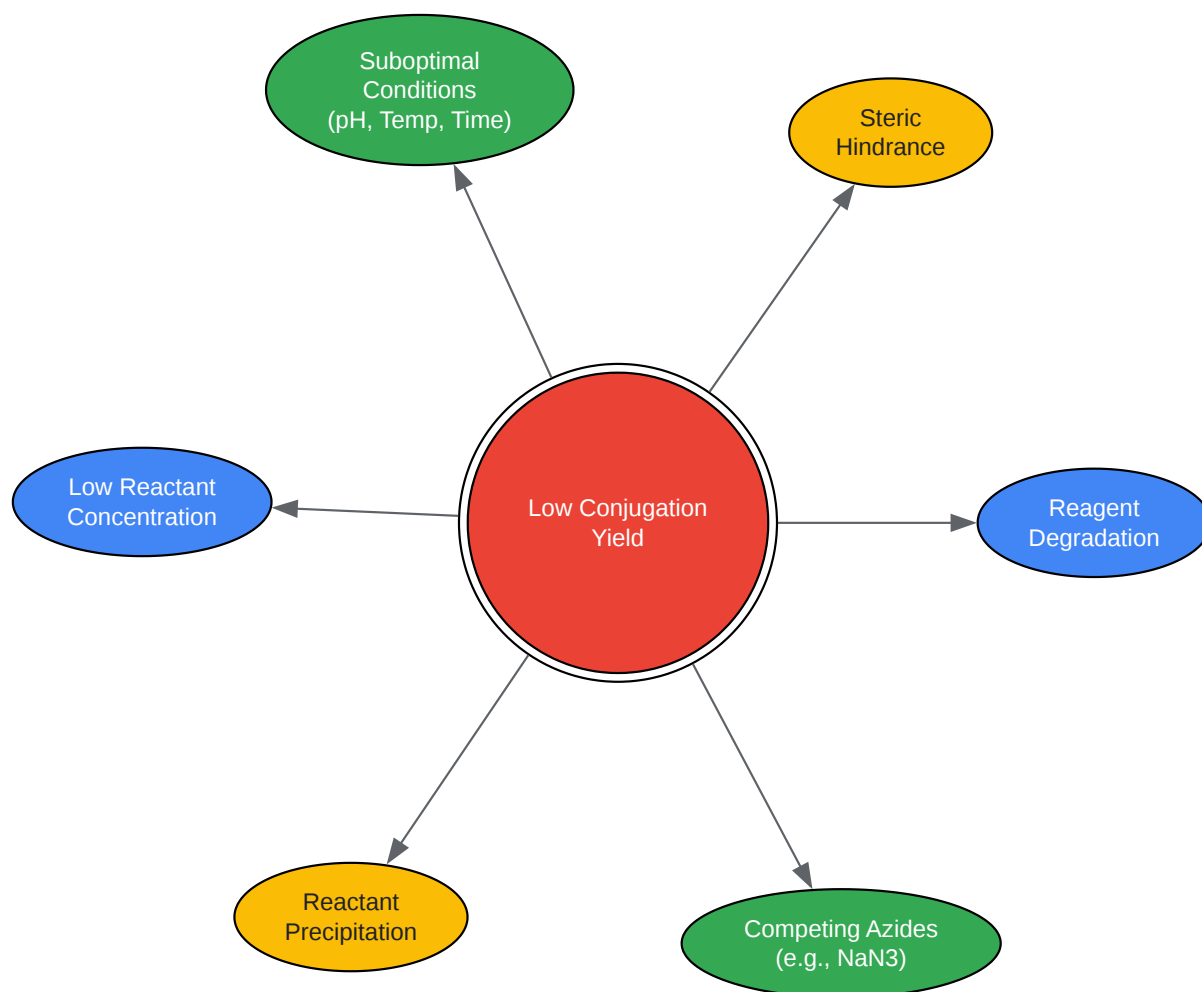 Suboptimal
Conditions
(pH, Temp, Time)
Steric
Hindrance
Low Reactant
Concentration
Low Conjugation
Yield
Reagent
Degradation
Reactant
Precipitation
Competing Azides
(e.g., NaN3)